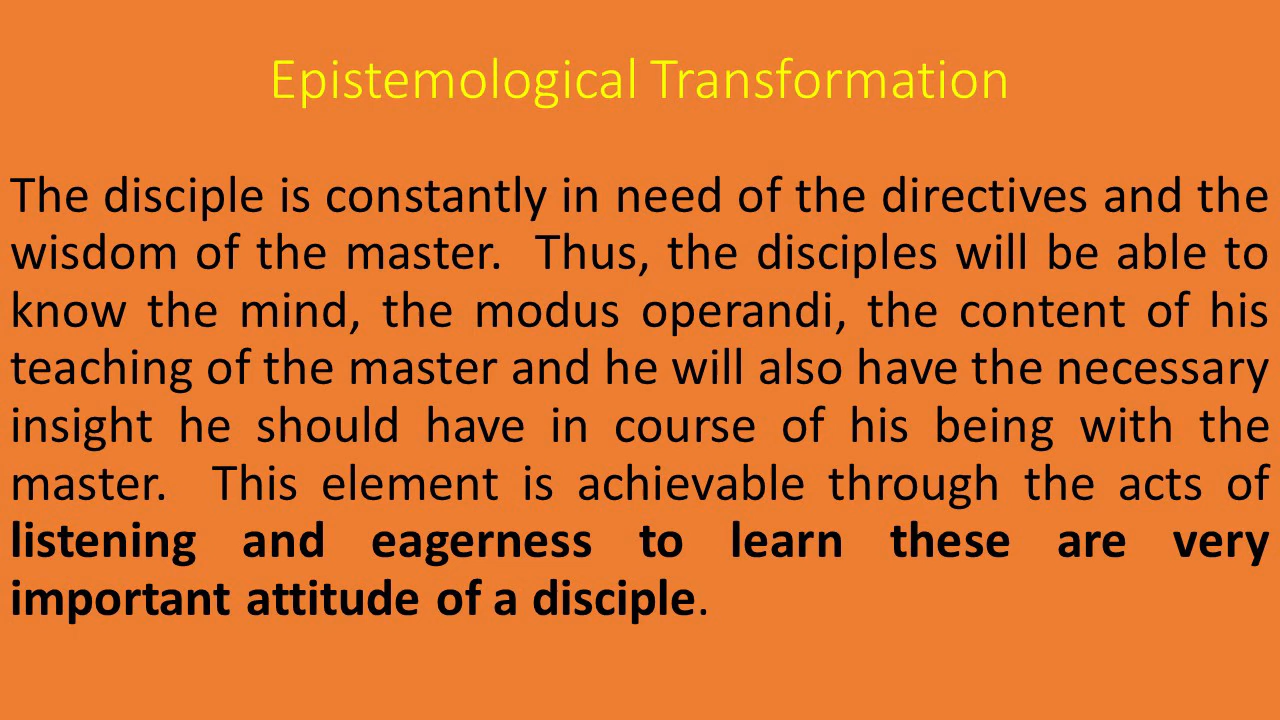 Epistemological Transformation
The disciple is constantly in need of the directives and the
wisdom of the master. Thus, the disciples will be able to
know the mind, the modus operandi, the content of his
teaching of the master and he will also have the necessary
insight he should have in course of his being with the
master. This element is achievable through the acts of
listening and eagerness to learn these are very
important attitude of a disciple.